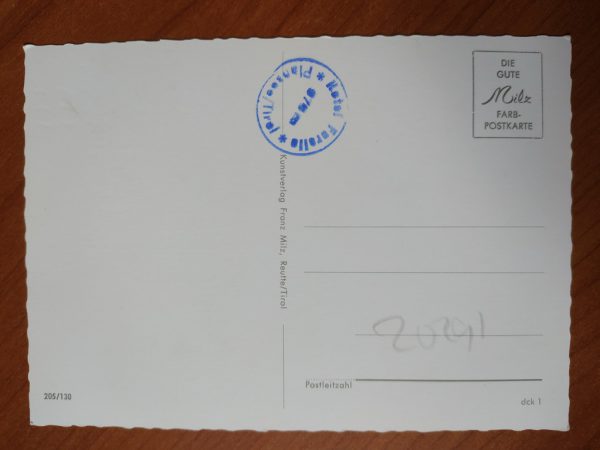 DIE
GUTE
Milz
FARB-
POSTKARTE
* Hotel Forelle *
Plansee/Tirol
Kunstverlag Franz Milz, Reutte/Tirol
Postleitzahl
205/130
dck 1